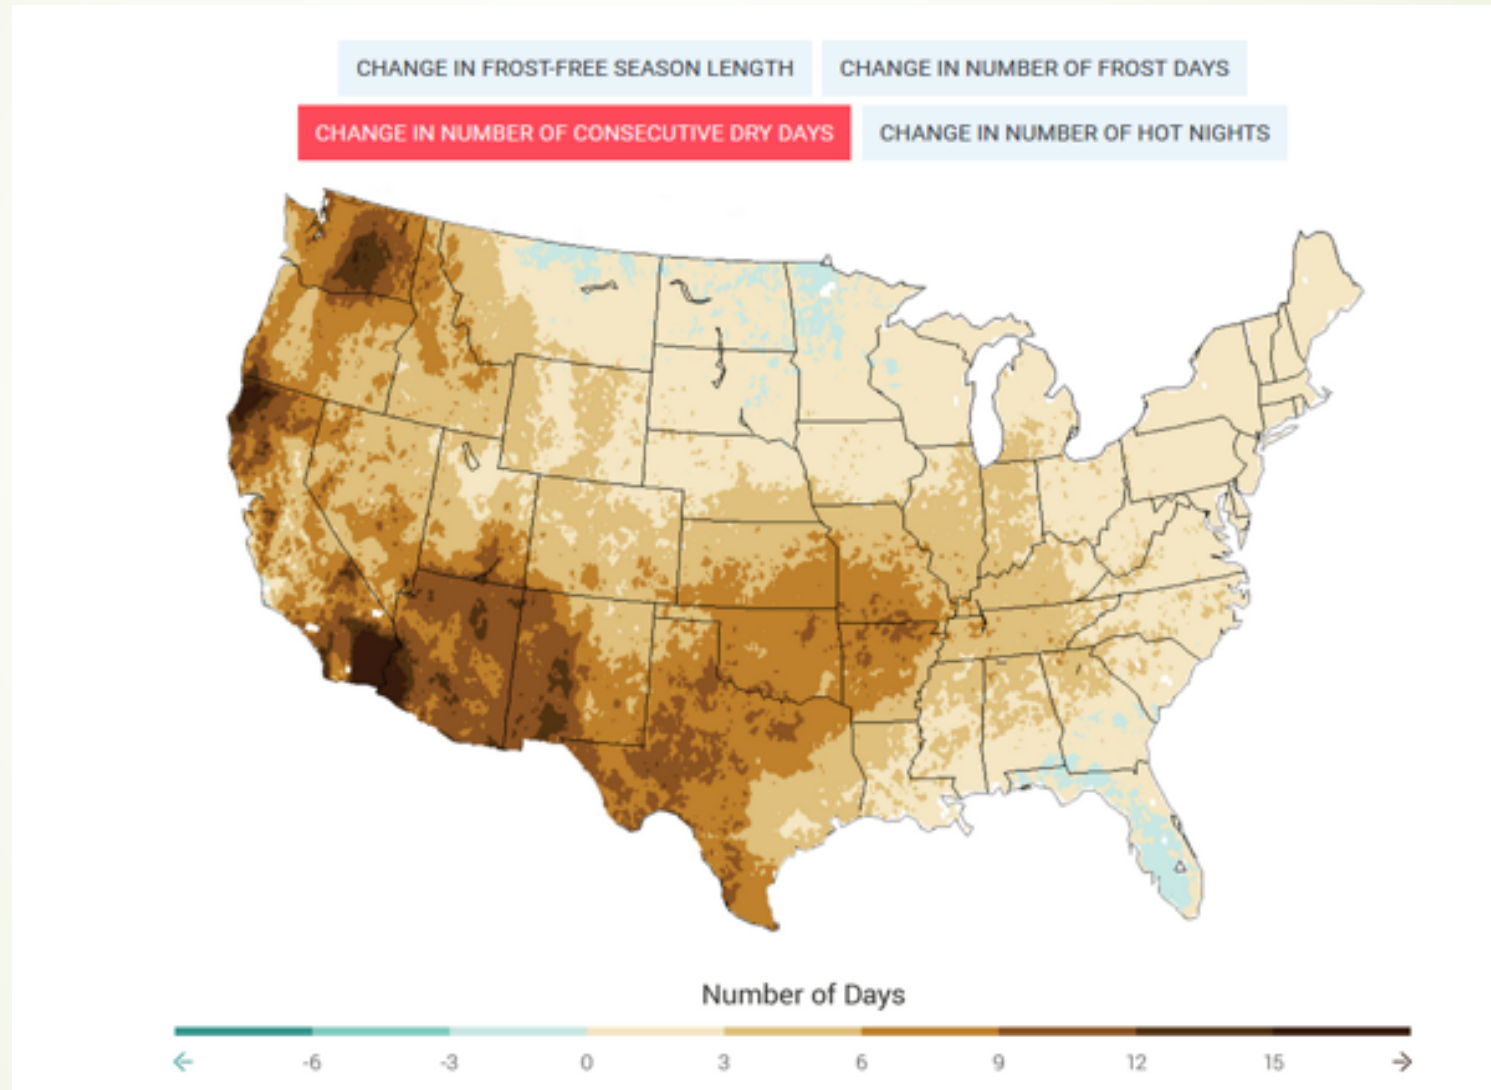 CHANGE IN FROST-FREE SEASON LENGTH
CHANGE IN NUMBER OF FROST DAYS
CHANGE IN NUMBER OF CONSECUTIVE DRY DAYS
CHANGE IN NUMBER OF HOT NIGHTS
Number of Days
-6 -3 0 3 6 9 12 15